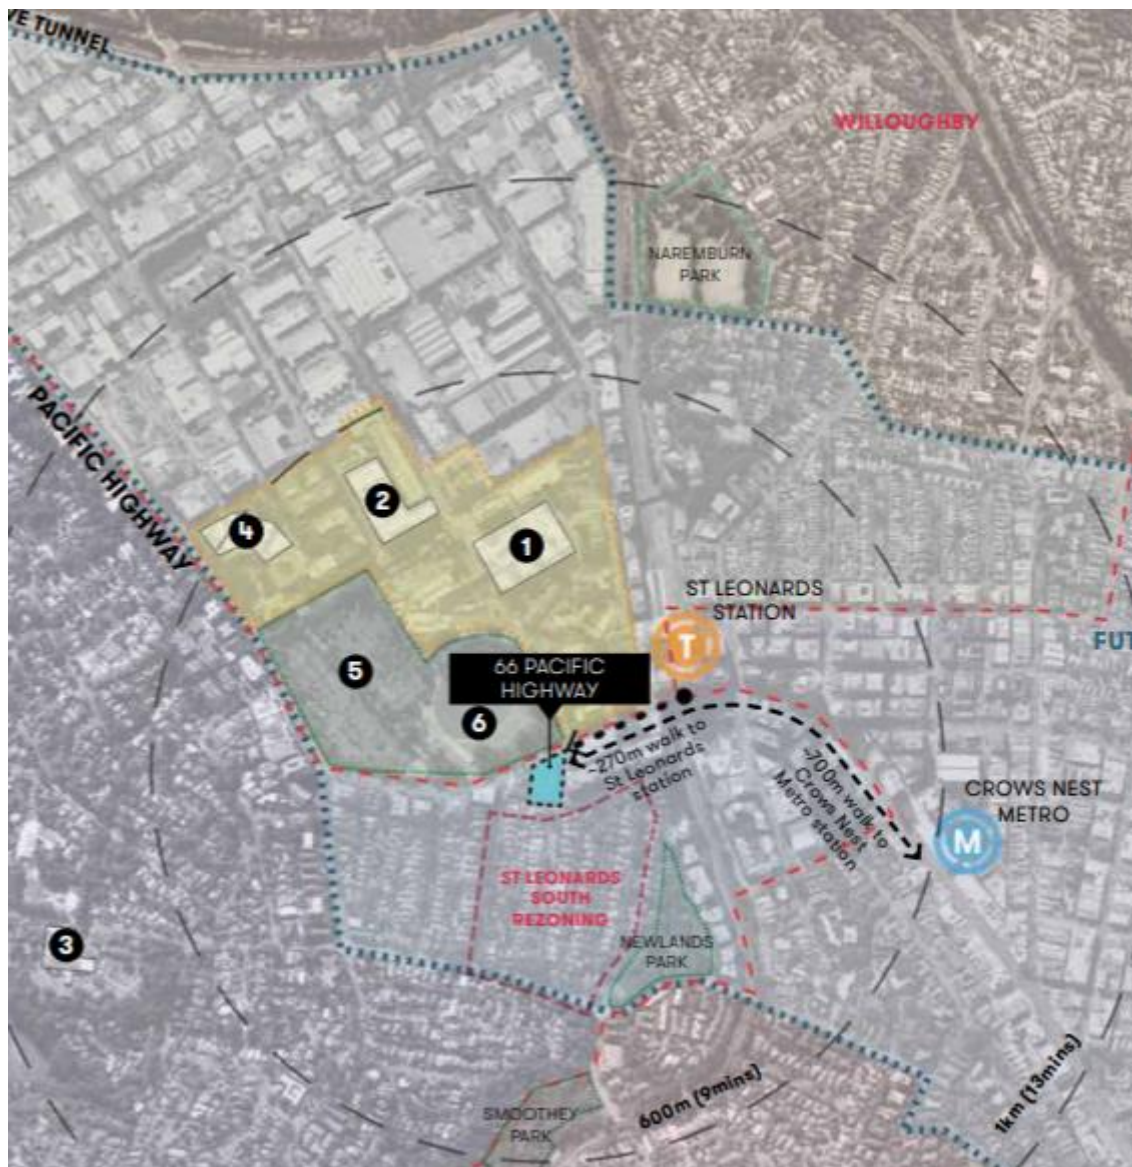 VE TUNNEL
WILLOUGHBY
NAREMBURN
PARK
PACIFIC HIGHWAY
2
4
1
ST LEONARDS
STATION
T
FUT
5
66 PACIFIC
HIGHWAY
6
~270m walk to
St Leonards
station
~700m walk to
Crows Nest
Metro station
CROWS NEST
METRO
M
ST LEONARDS
SOUTH
REZONING
NEWLANDS
PARK
3
600m (9mins)
1km (13mins)
SMOOTHEY
PARK